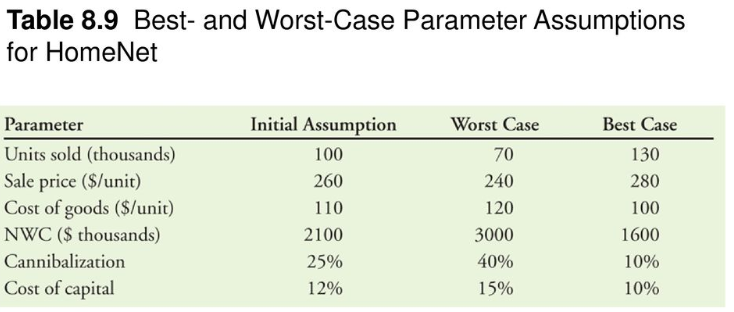 Table 8.9 Best- and Worst-Case Parameter Assumptions
for HomeNet
Parameter Initial Assumption Worst Case Best Case
Units sold (thousands) 100 70 130
Sale price ($/unit) 260 240 280
Cost of goods ($/unit) 110 120 100
NWC ($ thousands) 2100 3000 1600
Cannibalization 25% 40% 10%
Cost of capital 12% 15% 10%